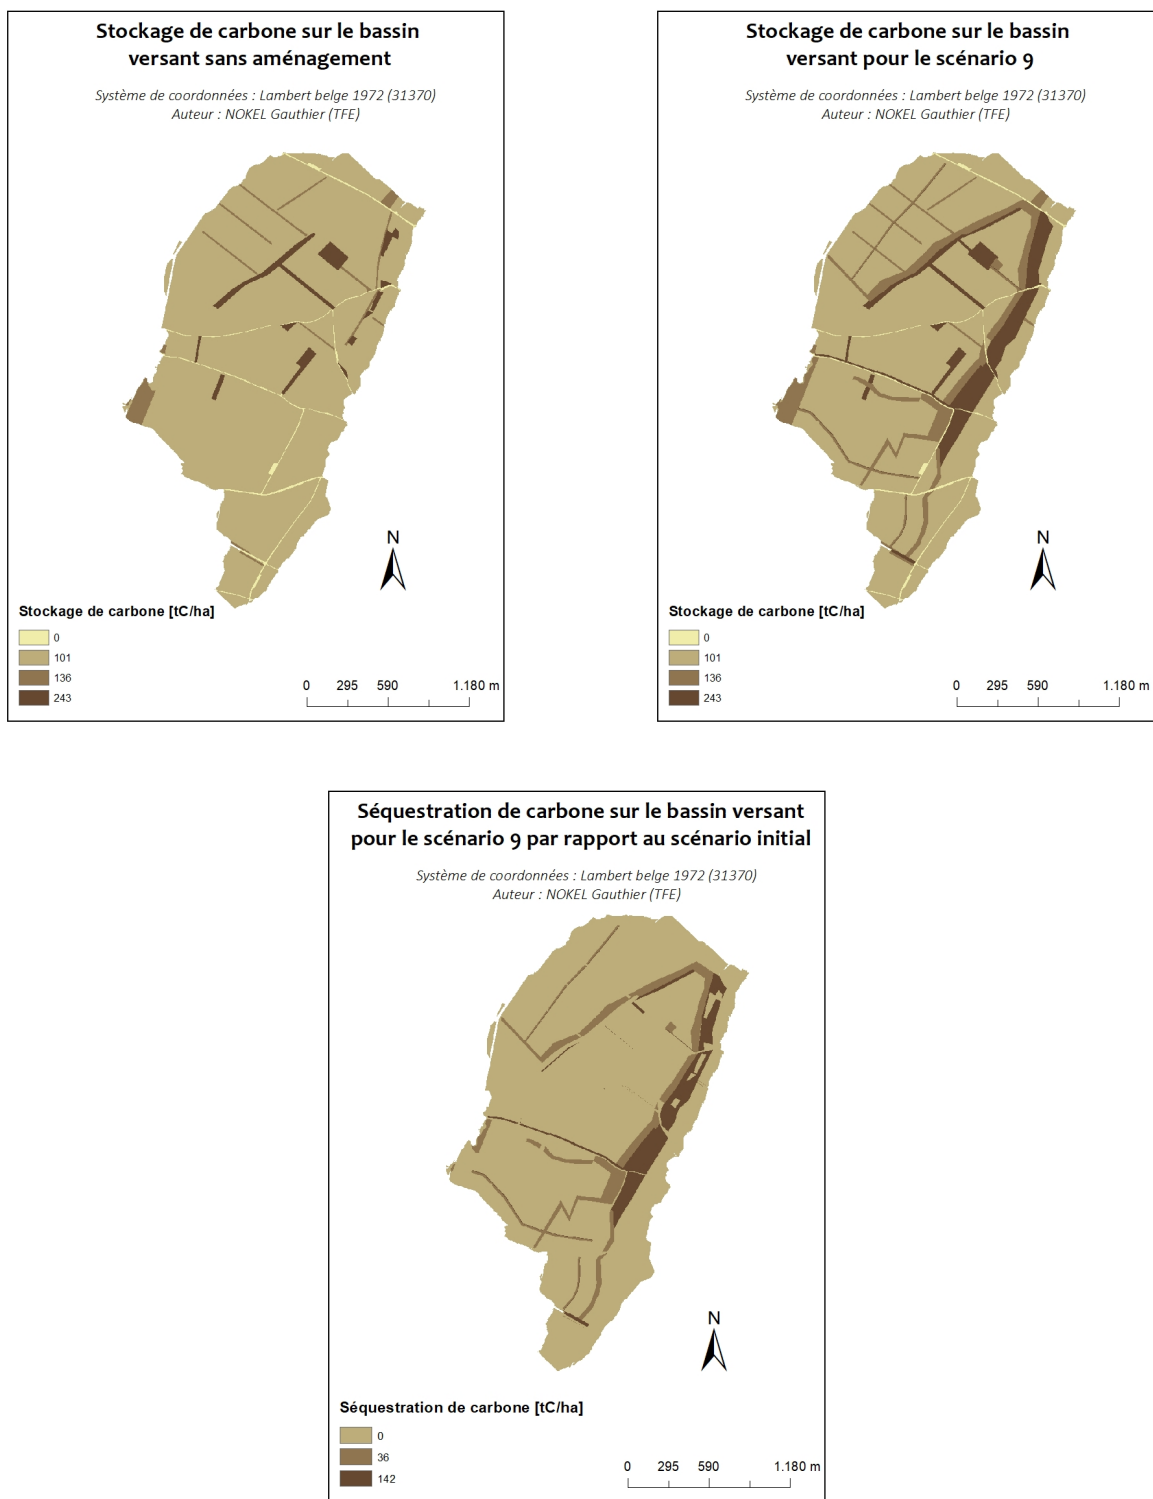 Stockage de carbone sur le bassin
versant sans aménagement
Système de coordonnées : Lambert belge 1972 (31370)
Auteur : NOKEL Gauthier (TFE)
N
Stockage de carbone [tC/ha]
0
101
136
243
0 295 590 1.180 m
Stockage de carbone sur le bassin
versant pour le scénario 9
Système de coordonnées : Lambert belge 1972 (31370)
Auteur : NOKEL Gauthier (TFE)
N
Stockage de carbone [tC/ha]
0
101
136
243
0 295 590 1.180 m
Séquestration de carbone sur le bassin versant
pour le scénario 9 par rapport au scénario initial
Système de coordonnées : Lambert belge 1972 (31370)
Auteur : NOKEL Gauthier (TFE)
N
Séquestration de carbone [tC/ha]
0
36
142
0 295 590 1.180 m